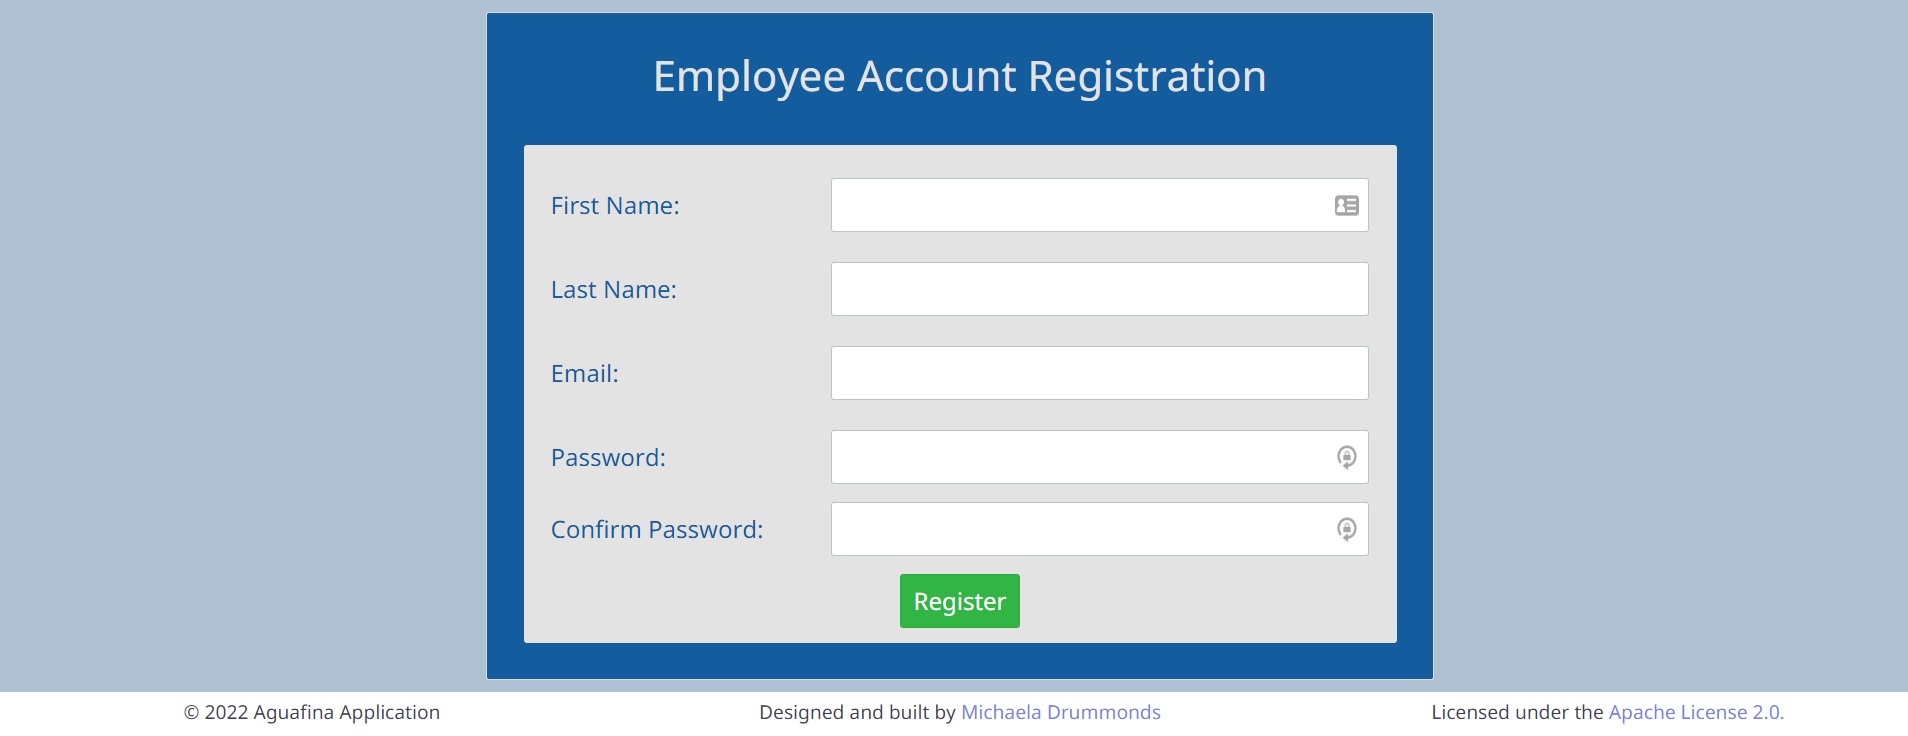 Employee Account Registration
First Name:
Last Name:
Email:
Password:
Confirm Password:
Register
© 2022 Aguafina Application
Designed and built by Michaela Drummonds
Licensed under the Apache License 2.0.